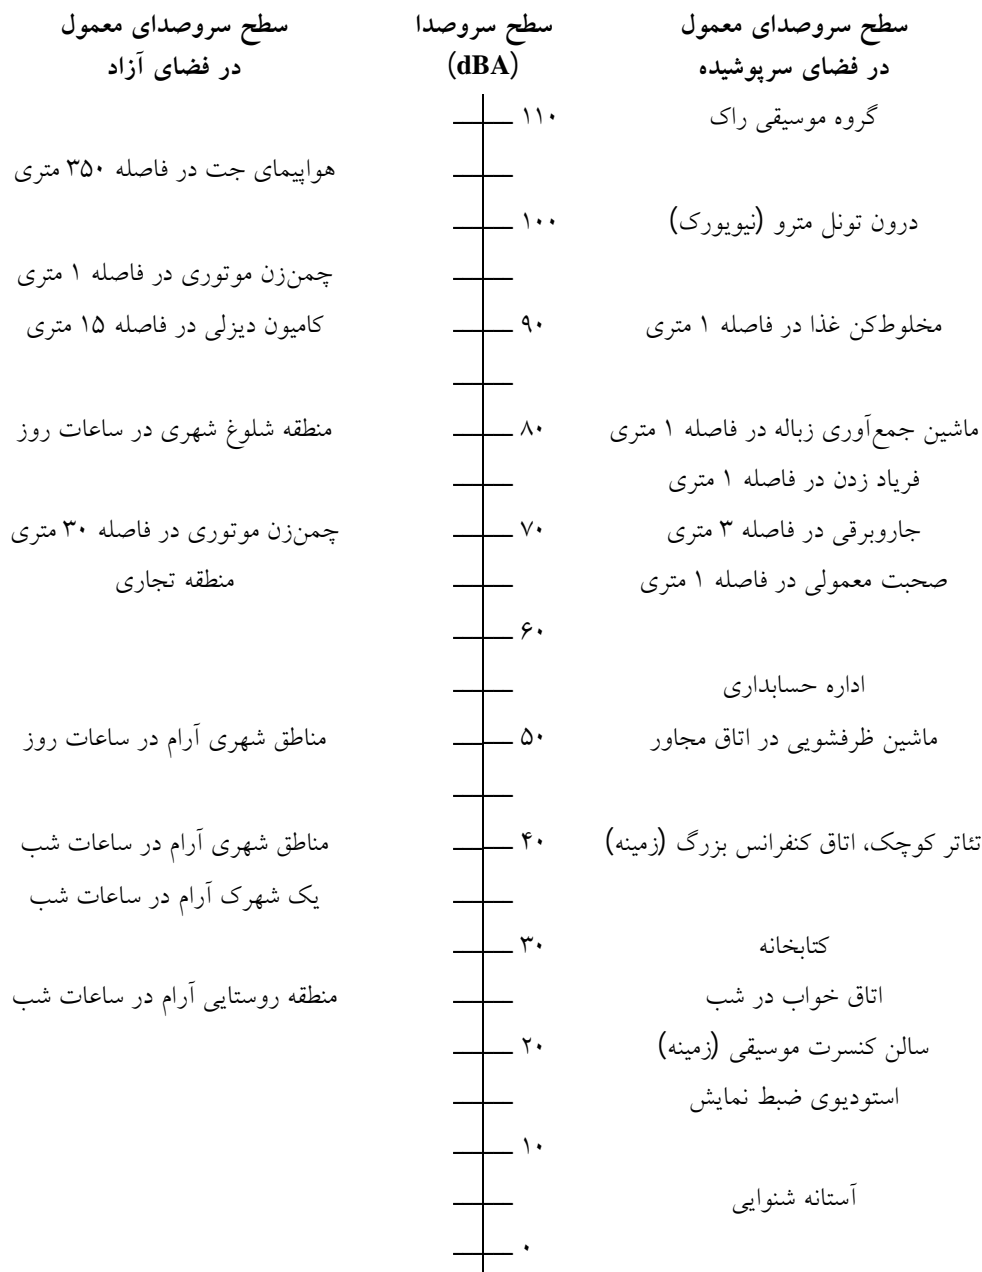 سطح سروصدای معمول سطح سروصدا سطح سروصدای معمول
در فضای سرپوشیده (dBA) در فضای آزاد
گروه موسیقی راک ۱۱۰
هواپیمای جت در فاصله ۳۵۰ متری
درون تونل مترو (نیویورک) ۱۰۰
چمن‌زن موتوری در فاصله ۱ متری
مخلوط‌کن غذا در فاصله ۱ متری ۹۰ کامیون دیزلی در فاصله ۱۵ متری
ماشین جمع‌آوری زباله در فاصله ۱ متری ۸۰ منطقه شلوغ شهری در ساعات روز
فریاد زدن در فاصله ۱ متری
جاروبرقی در فاصله ۳ متری ۷۰ چمن‌زن موتوری در فاصله ۳۰ متری
صحبت معمولی در فاصله ۱ متری منطقه تجاری
۶۰
اداره حسابداری
ماشین ظرفشویی در اتاق مجاور ۵۰ مناطق شهری آرام در ساعات روز
تئاتر کوچک، اتاق کنفرانس بزرگ (زمینه) ۴۰ مناطق شهری آرام در ساعات شب
یک شهرک آرام در ساعات شب
کتابخانه ۳۰
اتاق خواب در شب منطقه روستایی آرام در ساعات شب
سالن کنسرت موسیقی (زمینه) ۲۰
استودیوی ضبط نمایش
۱۰
آستانه شنوایی
۰